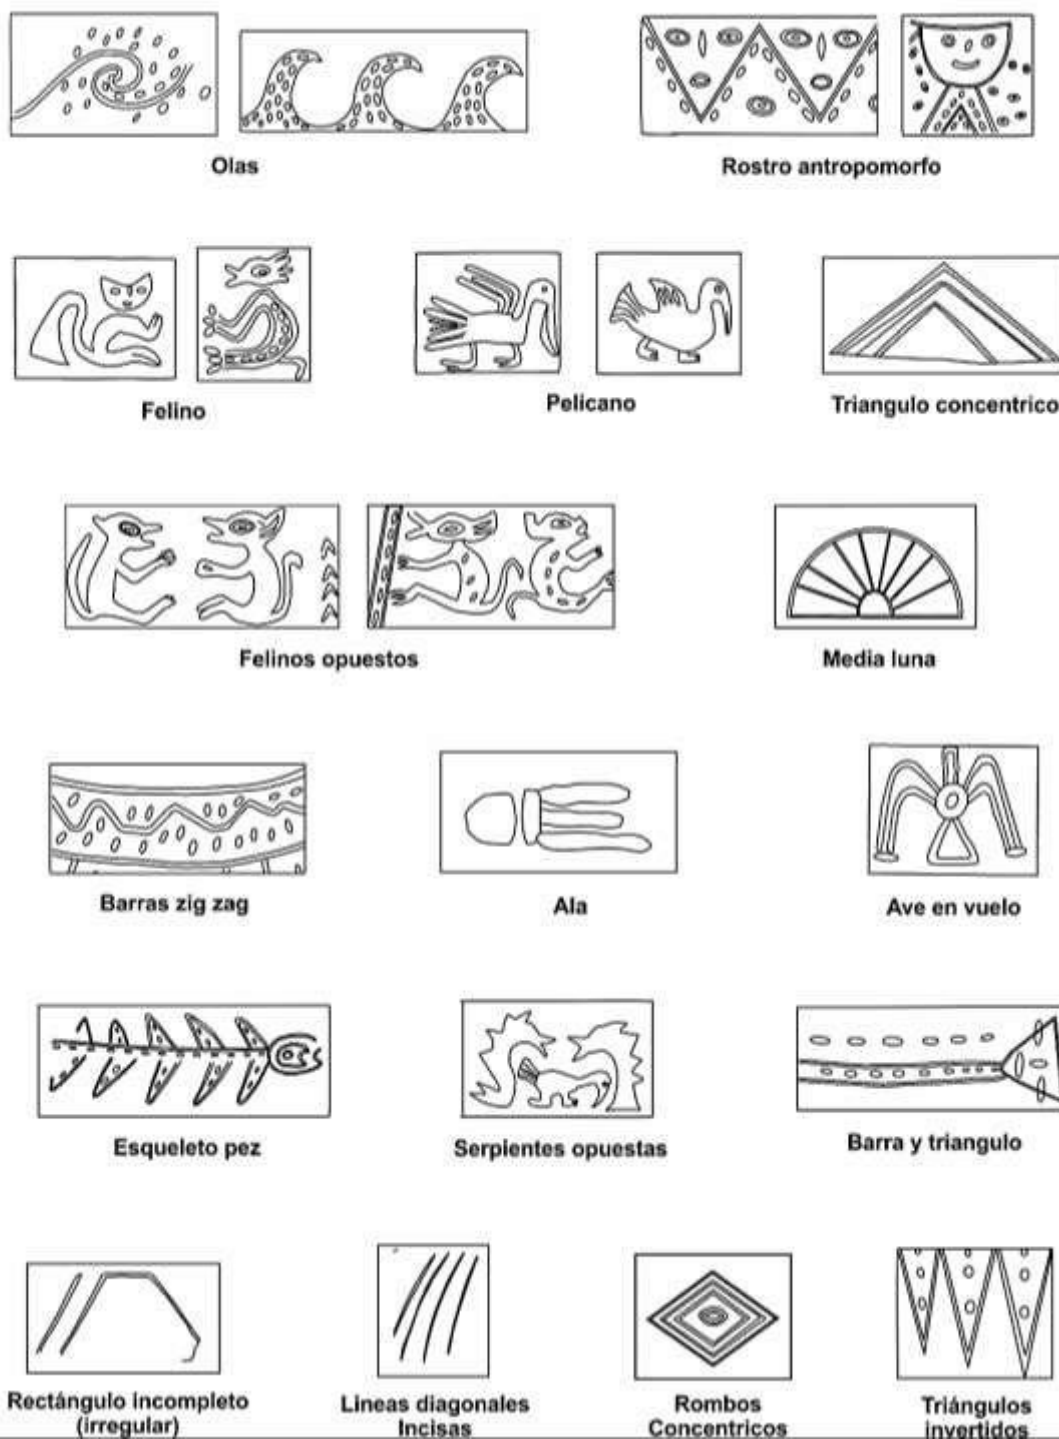 Olas
Rostro antropomorfo
Felino
Pelicano
Triangulo concentrico
Felinos opuestos
Media luna
Barras zig zag
Ala
Ave en vuelo
Esqueleto pez
Serpientes opuestas
Barra y triangulo
Rectángulo incompleto
(irregular)
Lineas diagonales
Incisas
Rombos
Concentricos
Triángulos
invertidos